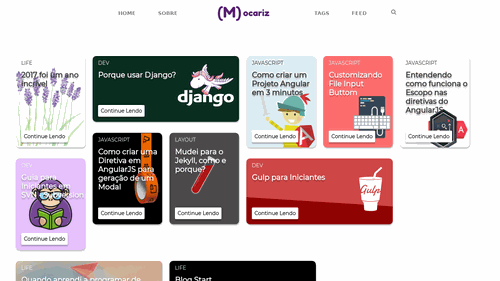 HOME
SOBRE
(M)ocariz
TAGS
FEED
LIFE
2017 foi um ano
incrível
Continue Lendo
DEV
Porque usar Django?
django
Continue Lendo
JAVASCRIPT
Como criar um
Projeto Angular
em 3 minutos
Continue Lendo
JAVASCRIPT
Customizando
File Input
Buttom
Continue Lendo
JAVASCRIPT
Entendendo
como funciona o
Escopo nas
diretivas do
AngularJS
Continue Lendo
JAVASCRIPT
Como criar uma
Diretiva em
AngularJS para
geração de um
Modal
Continue Lendo
LAYOUT
Mudei para o
Jekyll, como e
porque?
Continue Lendo
DEV
Guia para
Iniciantes em
SVN
Continue Lendo
DEV
Gulp para Iniciantes
Gulp
Continue Lendo
LIFE
Quando aprendi a programar de
LIFE
Blog Start